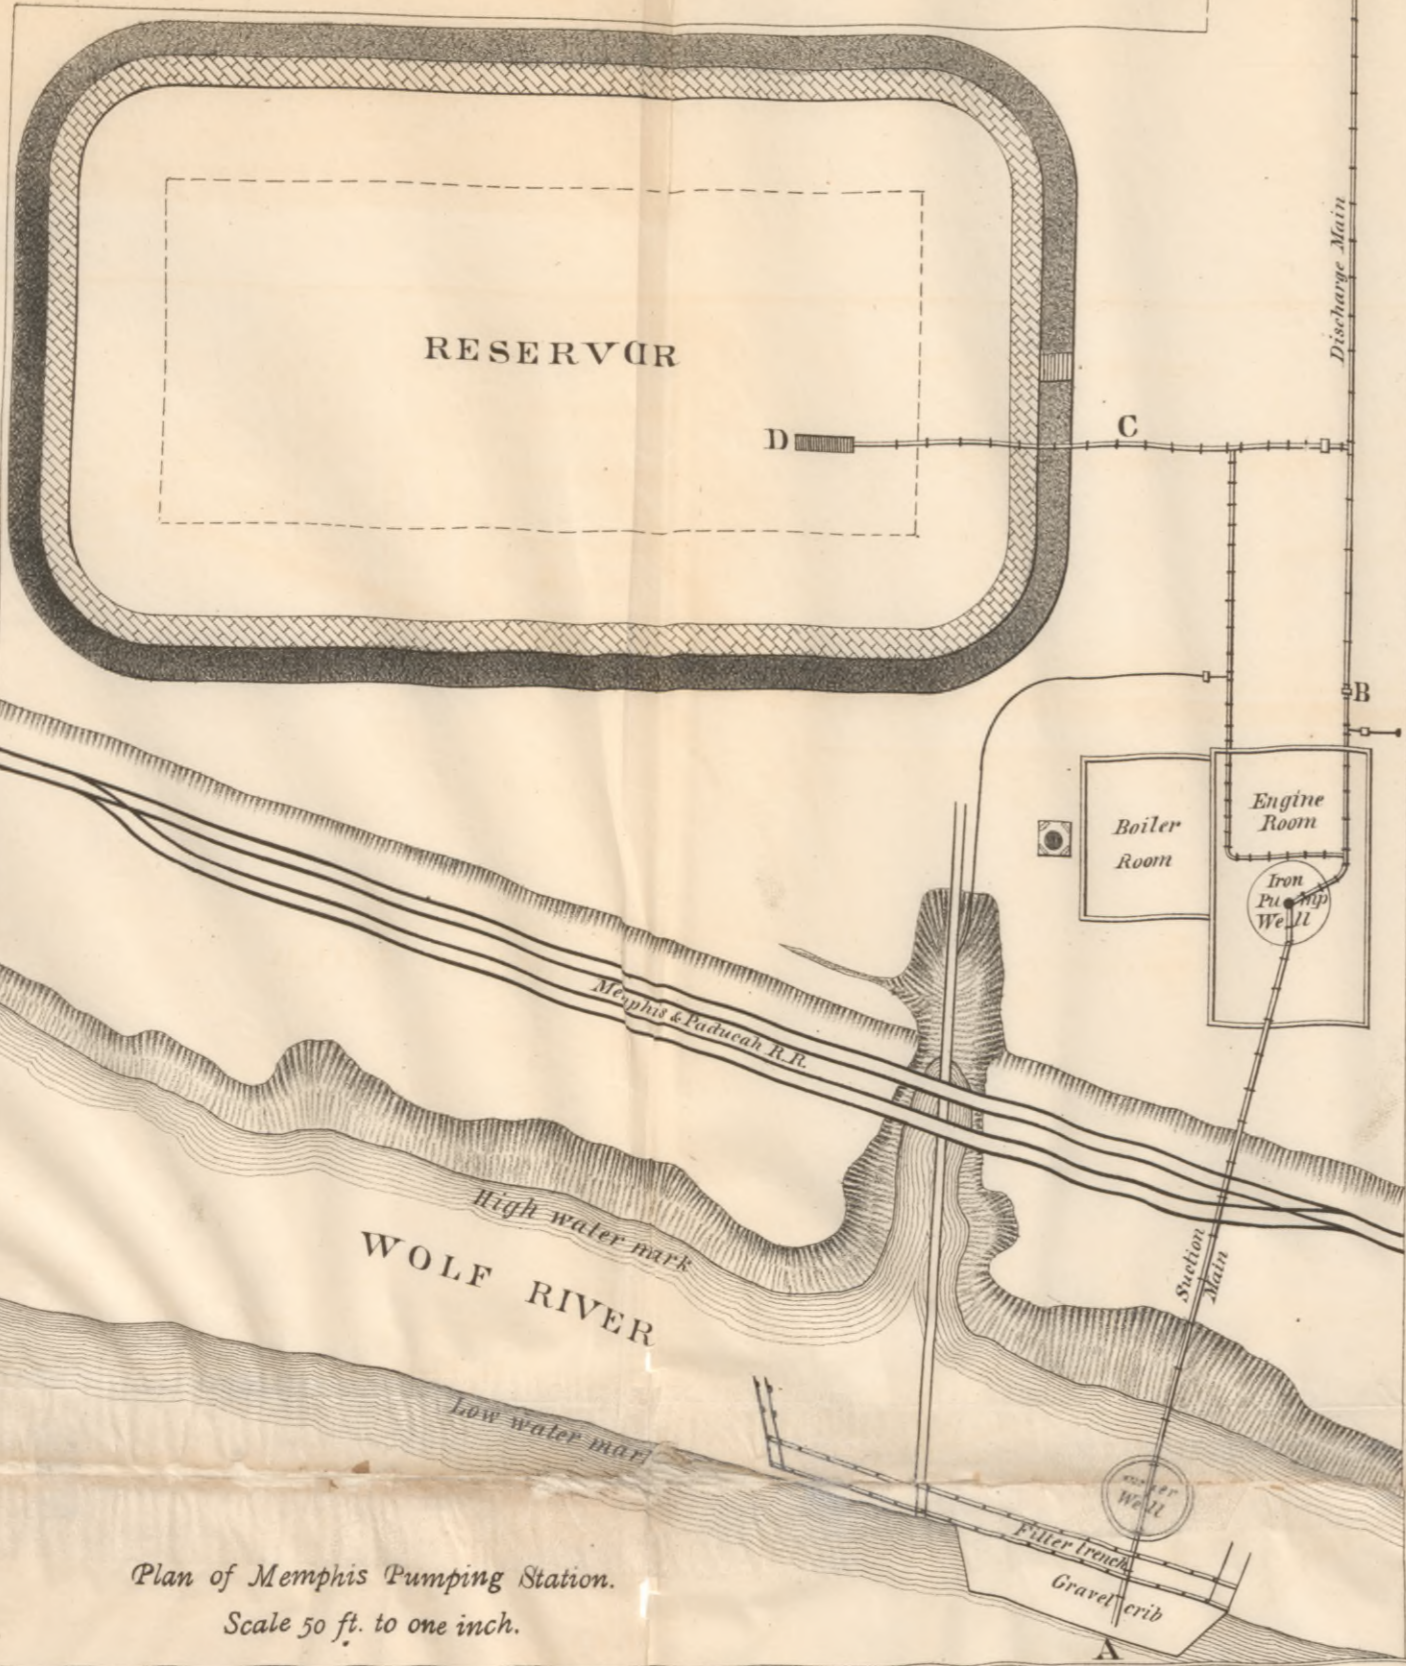 Discharge Main
RESERVOIR
D
C
B
Engine
Room
Boiler
Room
Iron
Pump
Well
Memphis & Paducah R.R.
High water mark
Suction
Main
WOLF RIVER
Low water mark
Well
Filter trench
Gravel crib
A
Plan of Memphis Pumping Station.
Scale 50 ft. to one inch.